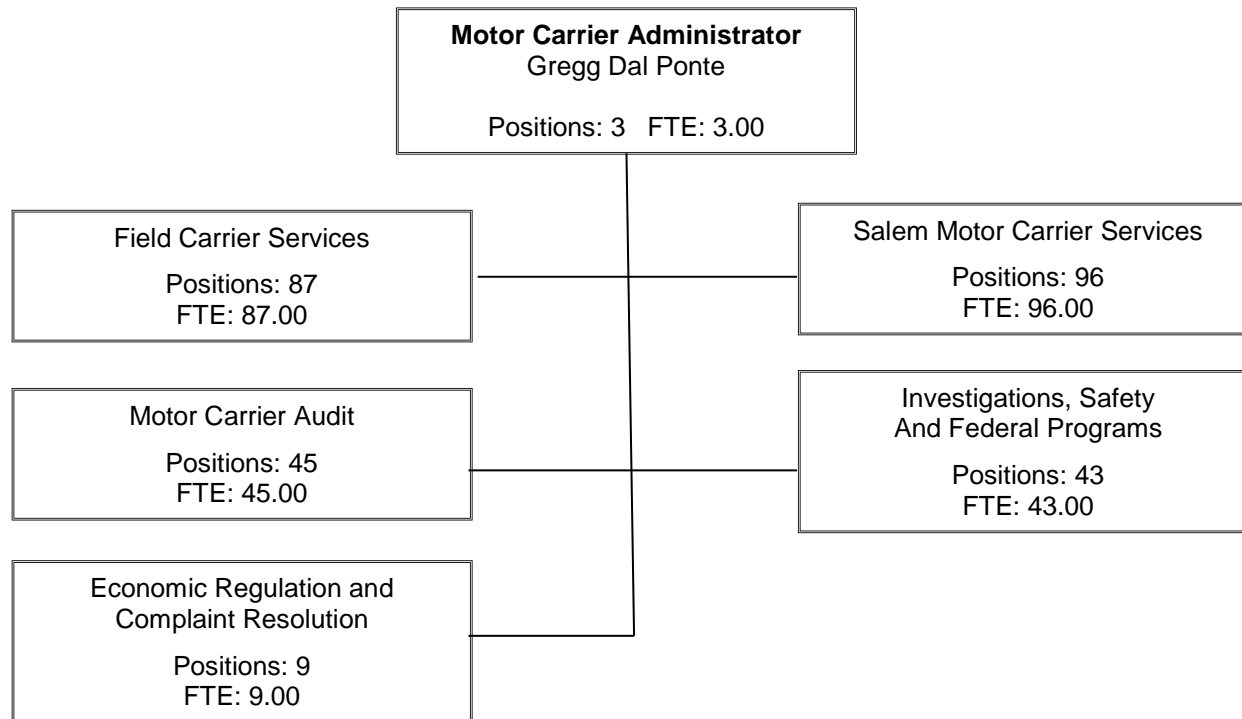 Motor Carrier Administrator
Gregg Dal Ponte
Positions: 3 FTE: 3.00
Field Carrier Services
Positions: 87
FTE: 87.00
Salem Motor Carrier Services
Positions: 96
FTE: 96.00
Motor Carrier Audit
Positions: 45
FTE: 45.00
Investigations, Safety
And Federal Programs
Positions: 43
FTE: 43.00
Economic Regulation and
Complaint Resolution
Positions: 9
FTE: 9.00